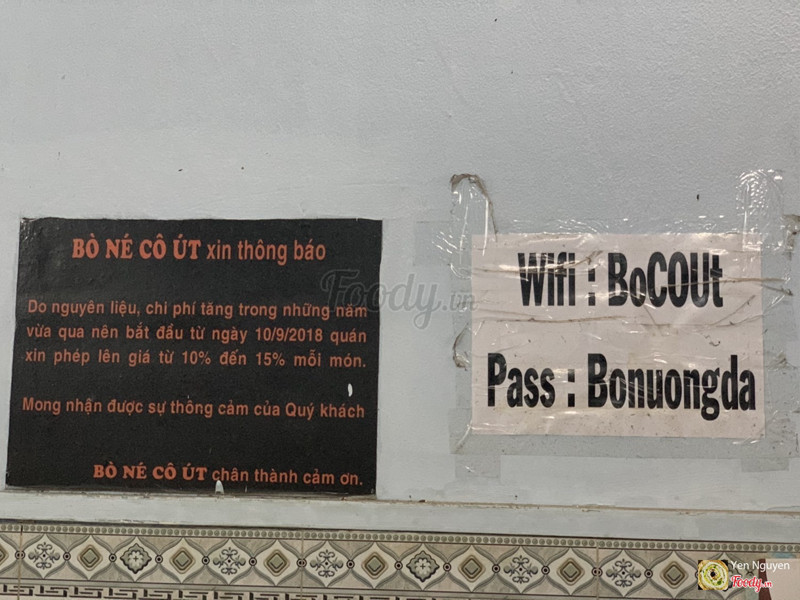 BÒ NÉ CÔ ÚT xin thông báo
Do nguyên liệu, chi phí tăng trong những năm
vừa qua nên bắt đầu từ ngày 10/9/2018 quán
xin phép lên giá từ 10% đến 15% mỗi món.
Mong nhận được sự thông cảm của Quý khách
BÒ NÉ CÔ ÚT chân thành cảm ơn.
Wifi : BoCOUt
Pass : Bonuongda
Foody.vn
Yen Nguyen
Foody.vn